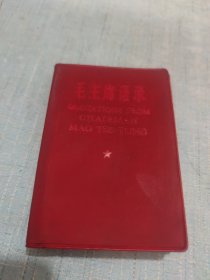 毛主席语录
QUOTATIONS FROM
CHAIRMAN
MAO TSE-TUNG